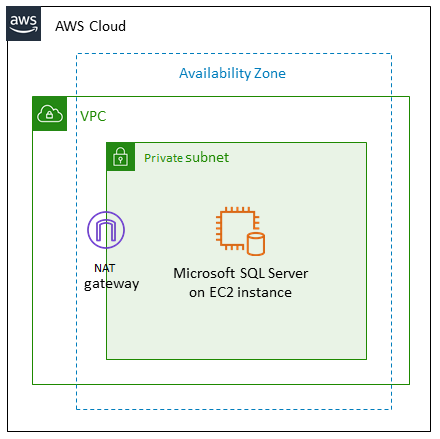 aws
AWS Cloud
Availability Zone
VPC
Private subnet
NAT
gateway
Microsoft SQL Server
on EC2 instance